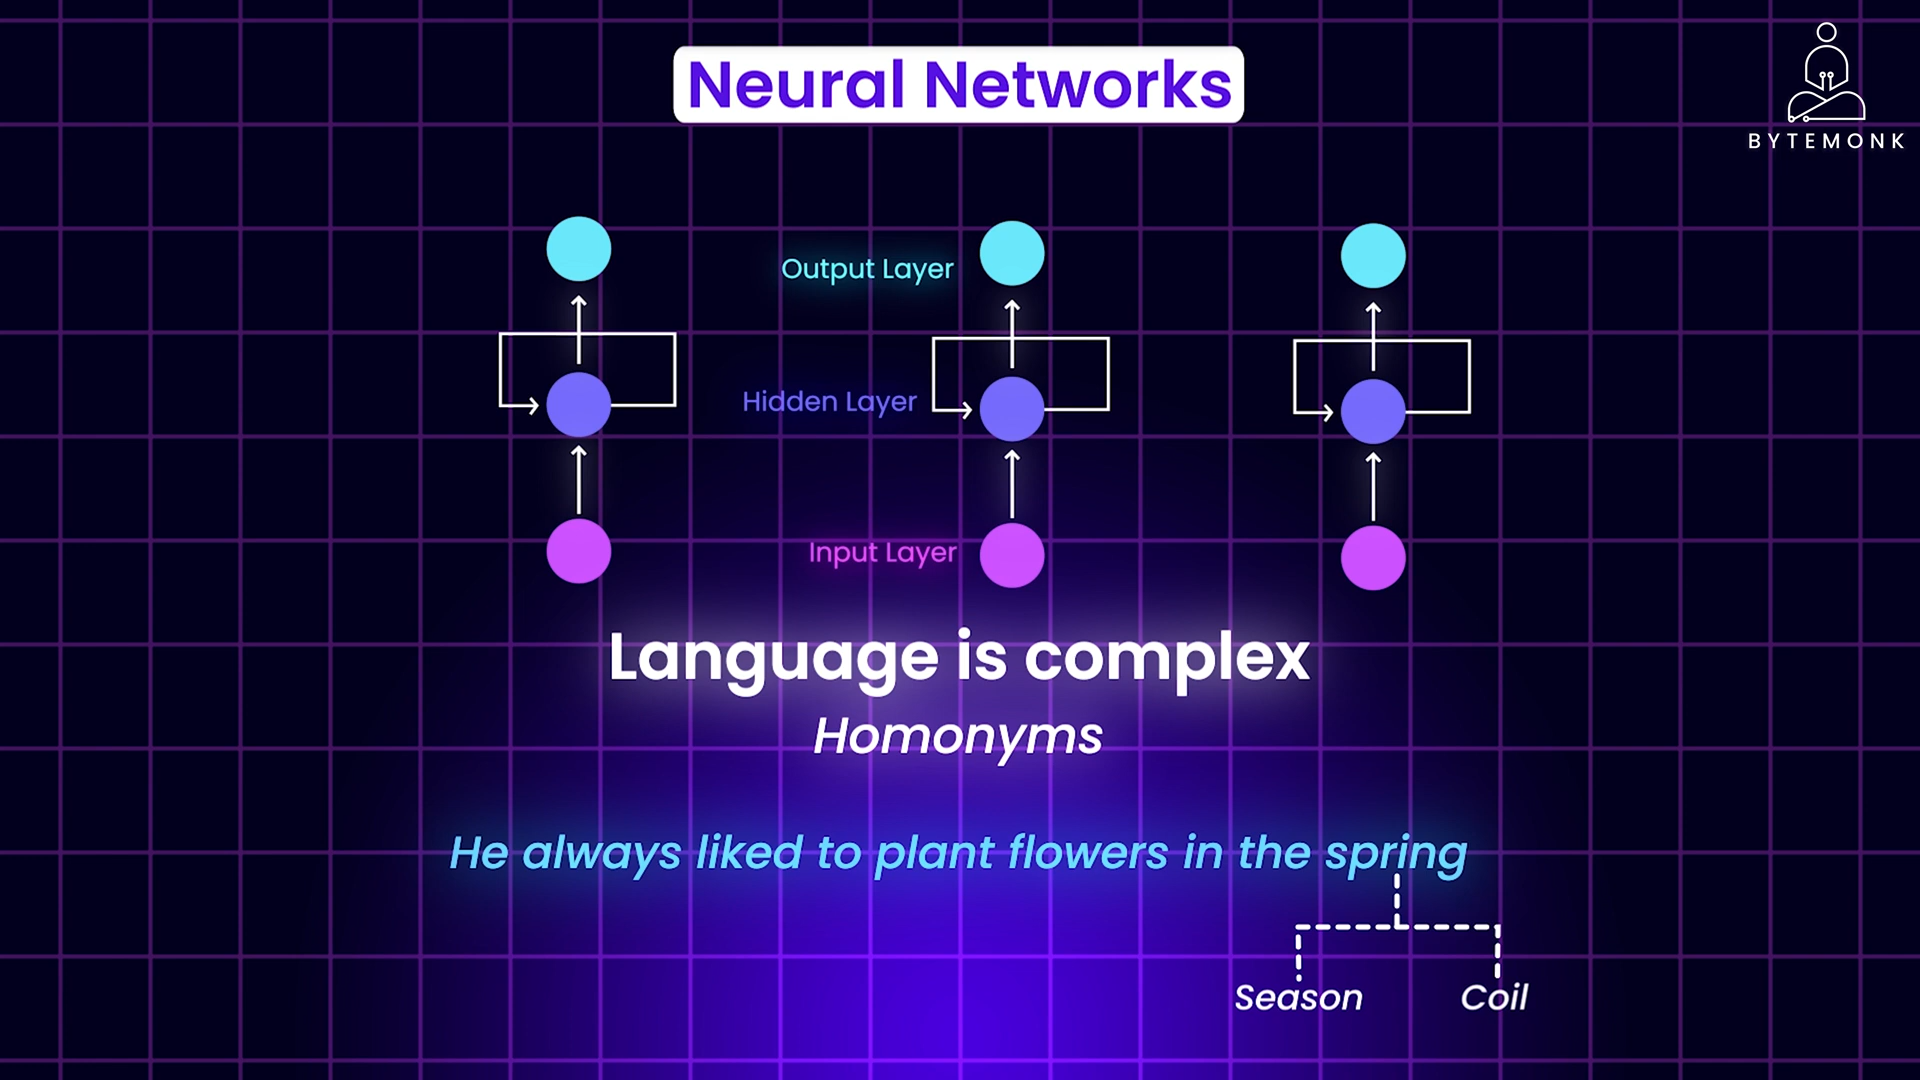 Neural Networks
BYTEMONK
Output Layer
Hidden Layer
Input Layer
Language is complex
Homonyms
He always liked to plant flowers in the spring
Season
Coil